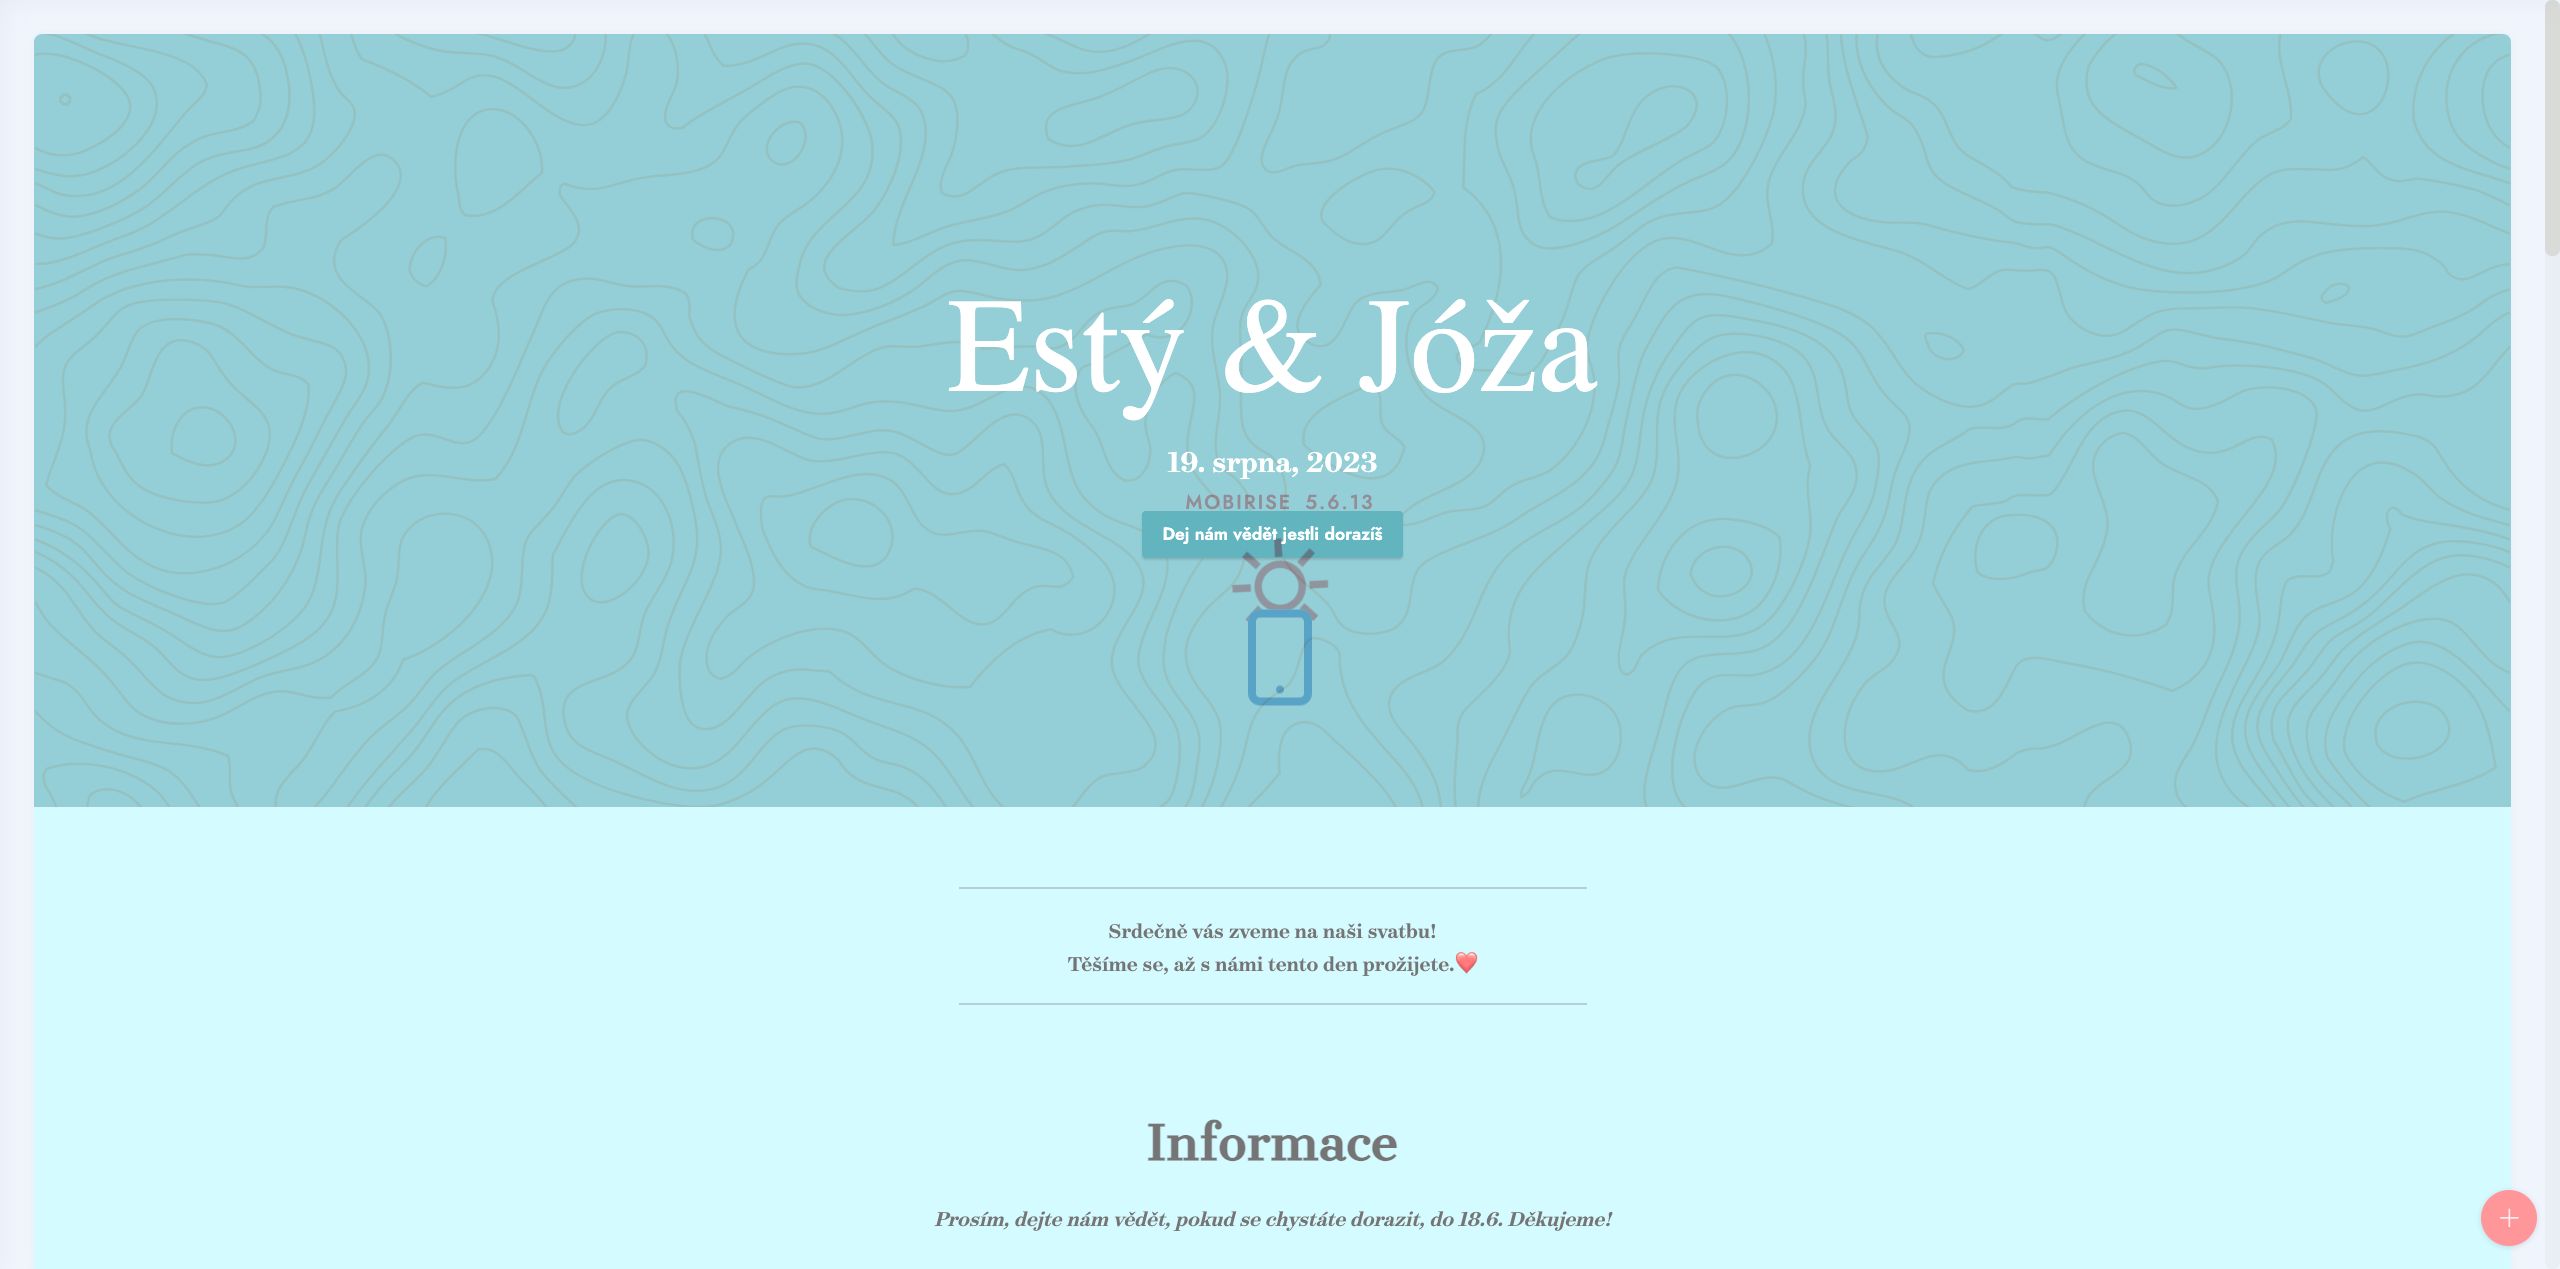 Estý & Jóža
19. srpna, 2023
MOBIRISE 5.6.13
Dej nám vědět jestli dorazíš
Srdečně vás zveme na naši svatbu!
Těšíme se, až s námi tento den prožijete.❤️
Informace
Prosím, dejte nám vědět, pokud se chystáte dorazit, do 18.6. Děkujeme!